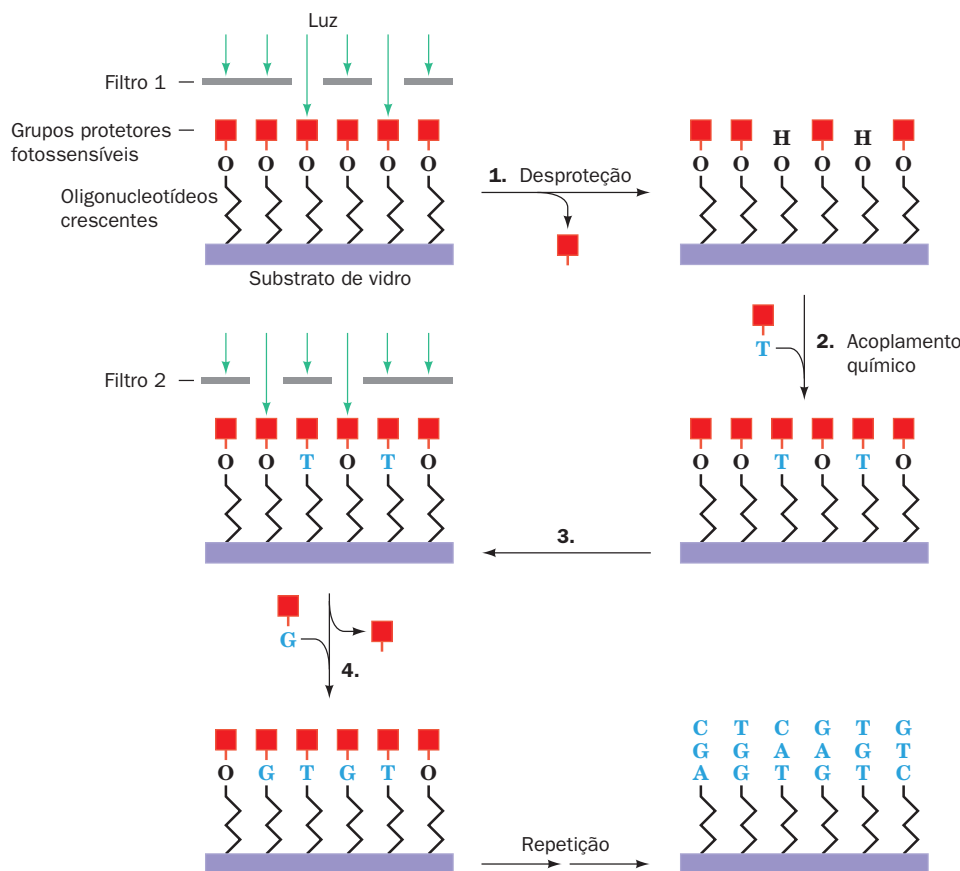 Luz
Filtro 1
Grupos protetores
fotossensíveis
O O O O O O
Oligonucleotídeos
crescentes
Substrato de vidro
1. Desproteção
H H
O O O O O O
T
2. Acoplamento
químico
O O T O T O
3.
Filtro 2
O O T O T O
G
4.
O G T G T O
Repetição
C T C G T G
G G A A G T
A G T G T C